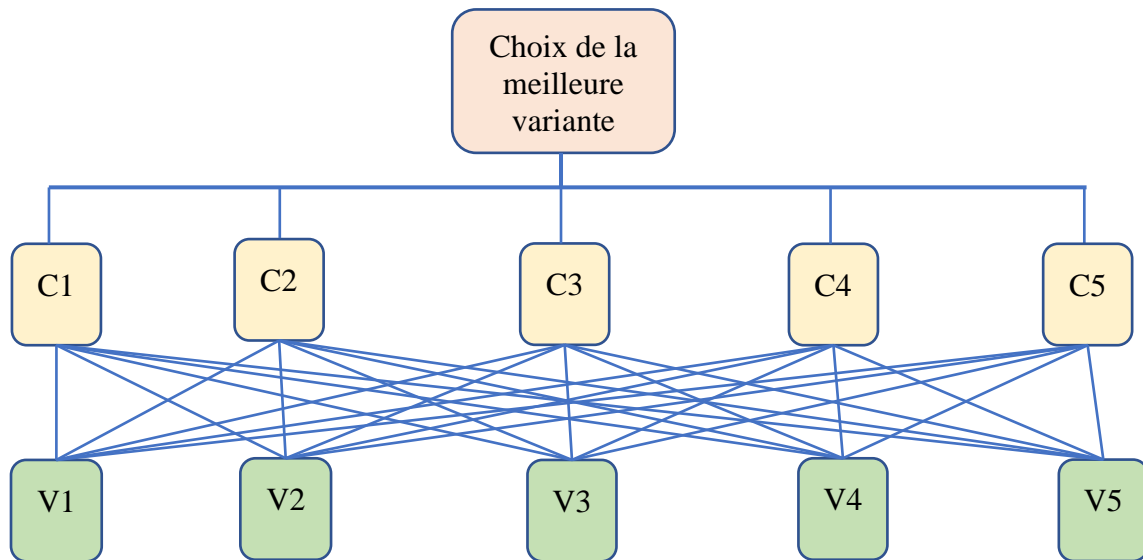 Choix de la
meilleure
variante
C1
C2
C3
C4
C5
V1
V2
V3
V4
V5